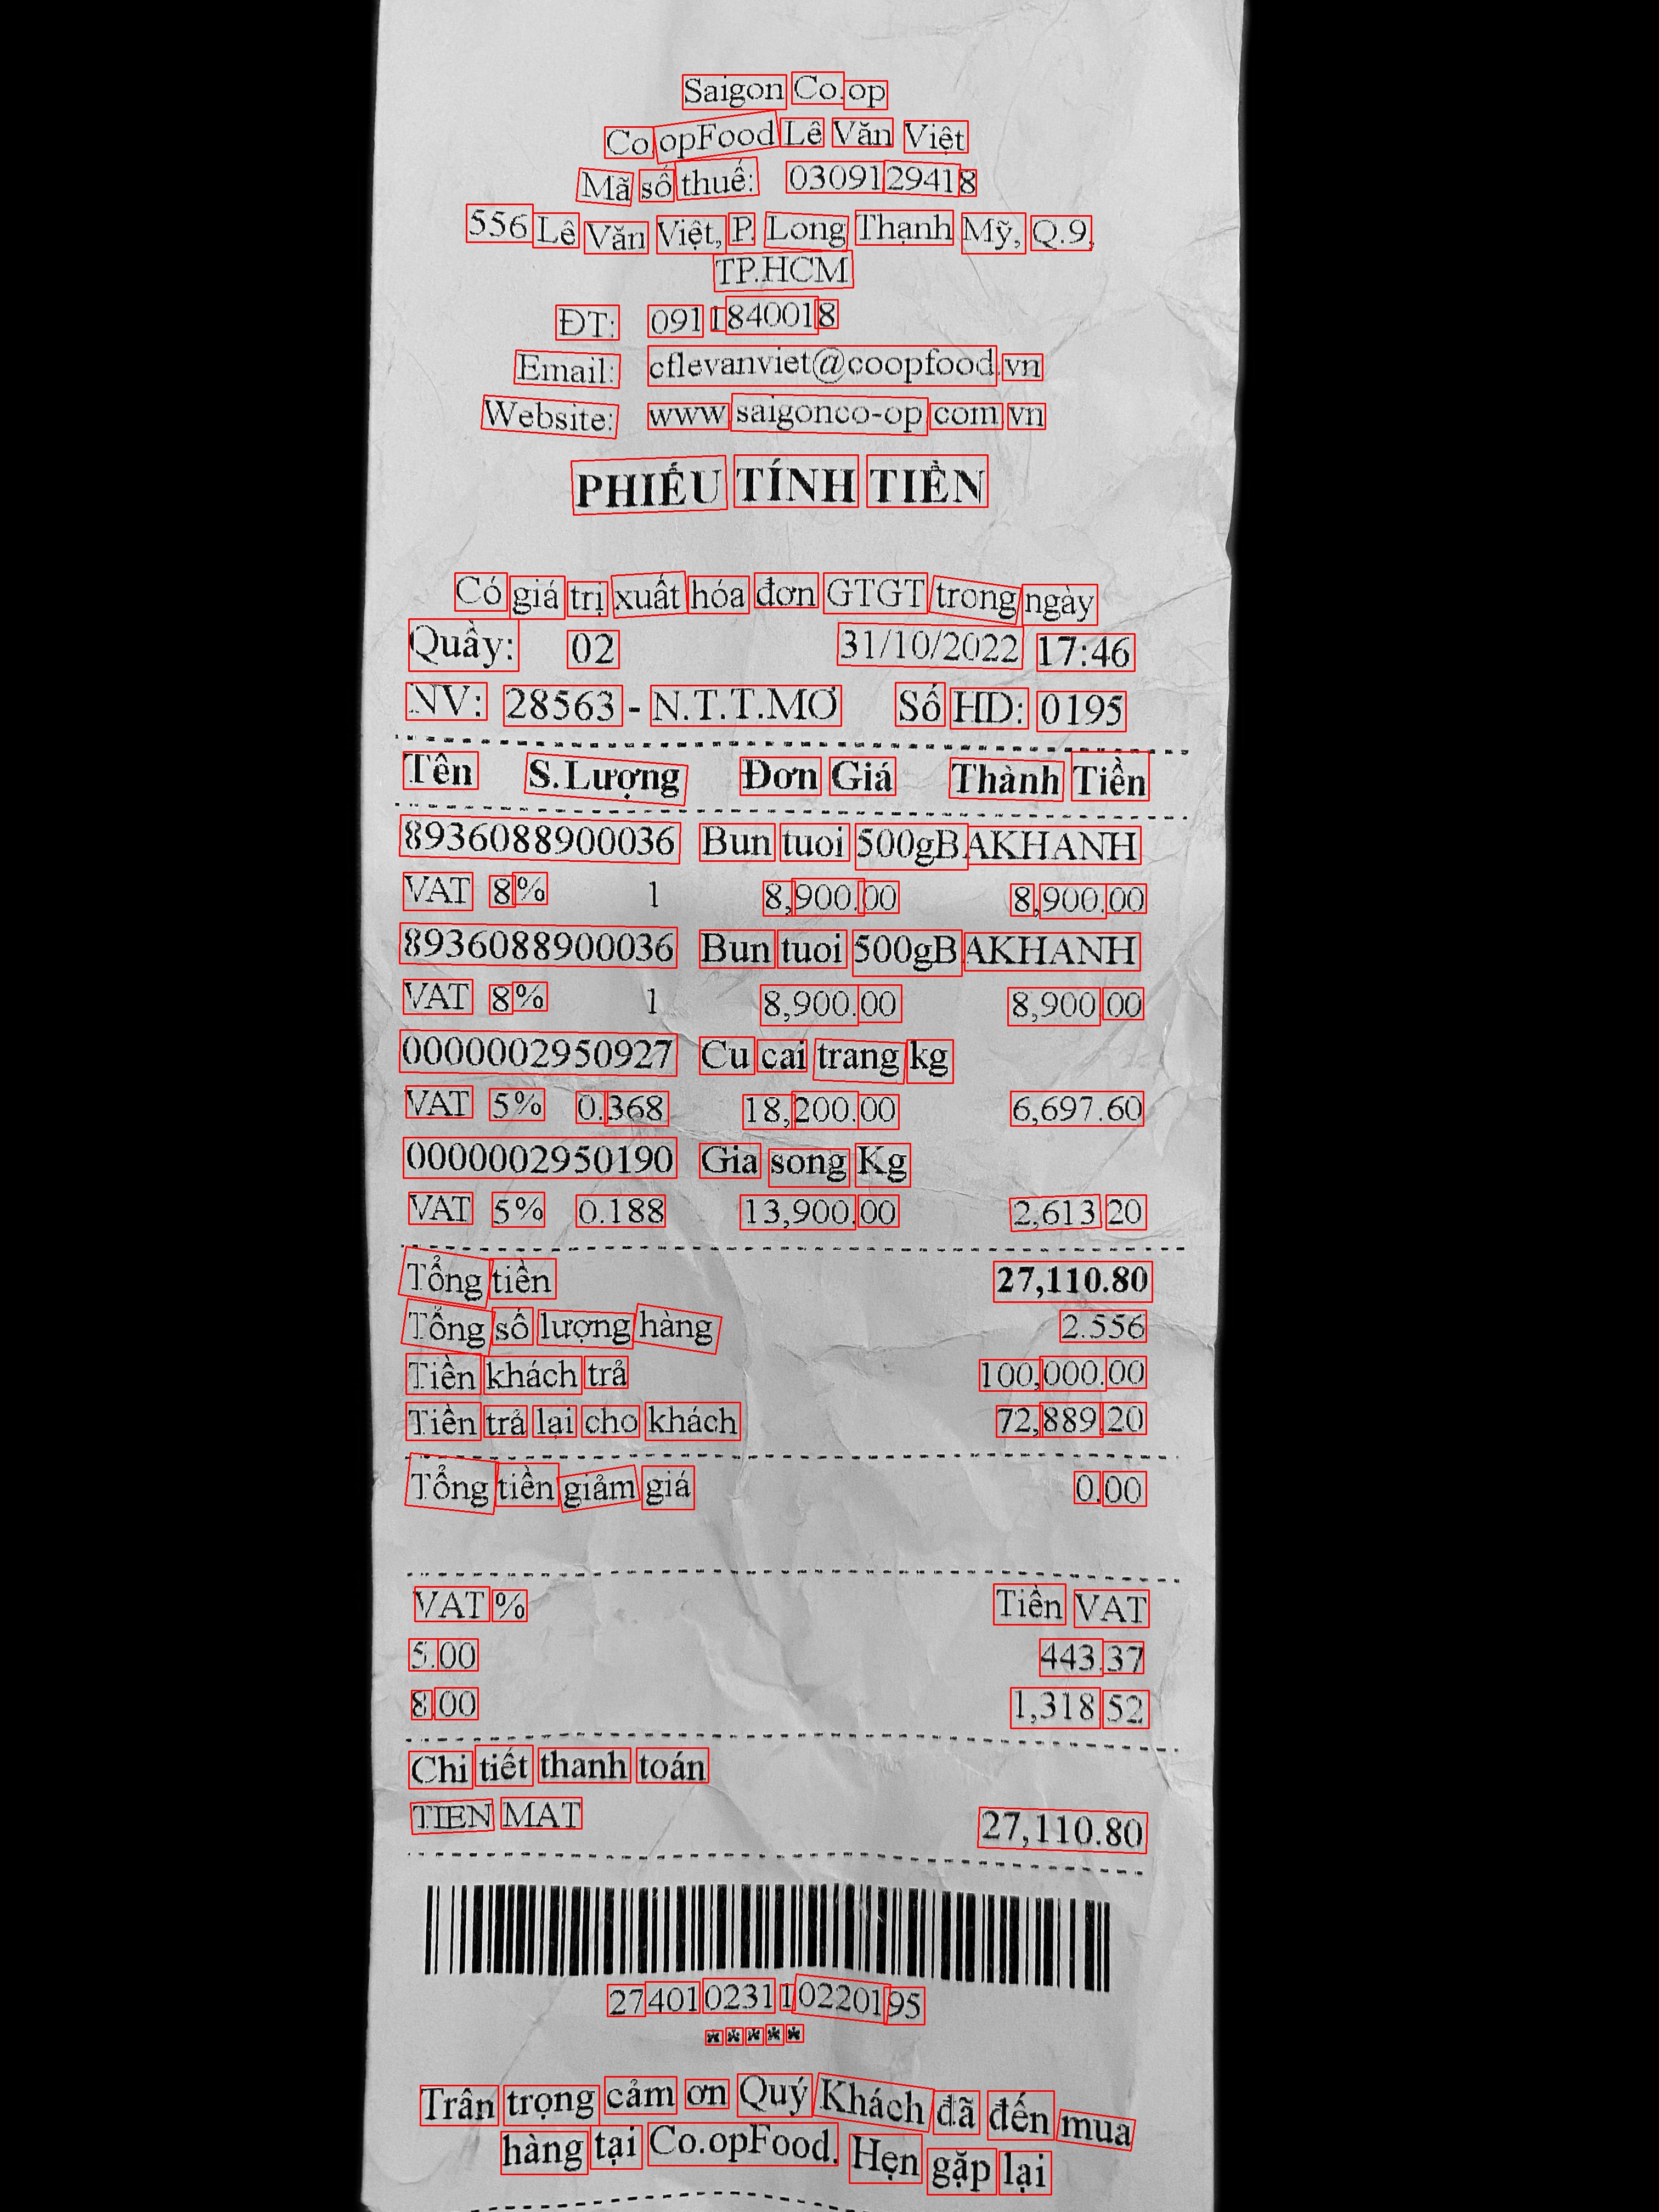 Saigon Co.op
Co.opFood Lê Văn Việt
Mã số thuế: 0309129418
556 Lê Văn Việt, P. Long Thạnh Mỹ, Q.9,
TP.HCM
ĐT: 0911840018
Email: cflevanviet@coopfood.vn
Website: www.saigonco-op.com.vn
PHIẾU TÍNH TIỀN
Có giá trị xuất hóa đơn GTGT trong ngày
Quầy: 02 31/10/2022 17:46
NV: 28563 - N.T.T.MƠ Số HD: 0195
Tên S.Lượng Đơn Giá Thành Tiền
8936088900036 Bun tuoi 500gBAKHANH
VAT 8% 1 8,900.00 8,900.00
8936088900036 Bun tuoi 500gBAKHANH
VAT 8% 1 8,900.00 8,900.00
0000002950927 Cu cai trang kg
VAT 5% 0.368 18,200.00 6,697.60
0000002950190 Gia song Kg
VAT 5% 0.188 13,900.00 2,613.20
Tổng tiền 27,110.80
Tổng số lượng hàng 2.556
Tiền khách trả 100,000.00
Tiền trả lại cho khách 72,889.20
Tổng tiền giảm giá 0.00
VAT % Tiền VAT
5.00 443.37
8.00 1,318.52
Chi tiết thanh toán
TIEN MAT 27,110.80
27401023110220195
*****
Trân trọng cảm ơn Quý Khách đã đến mua
hàng tại Co.opFood. Hẹn gặp lại